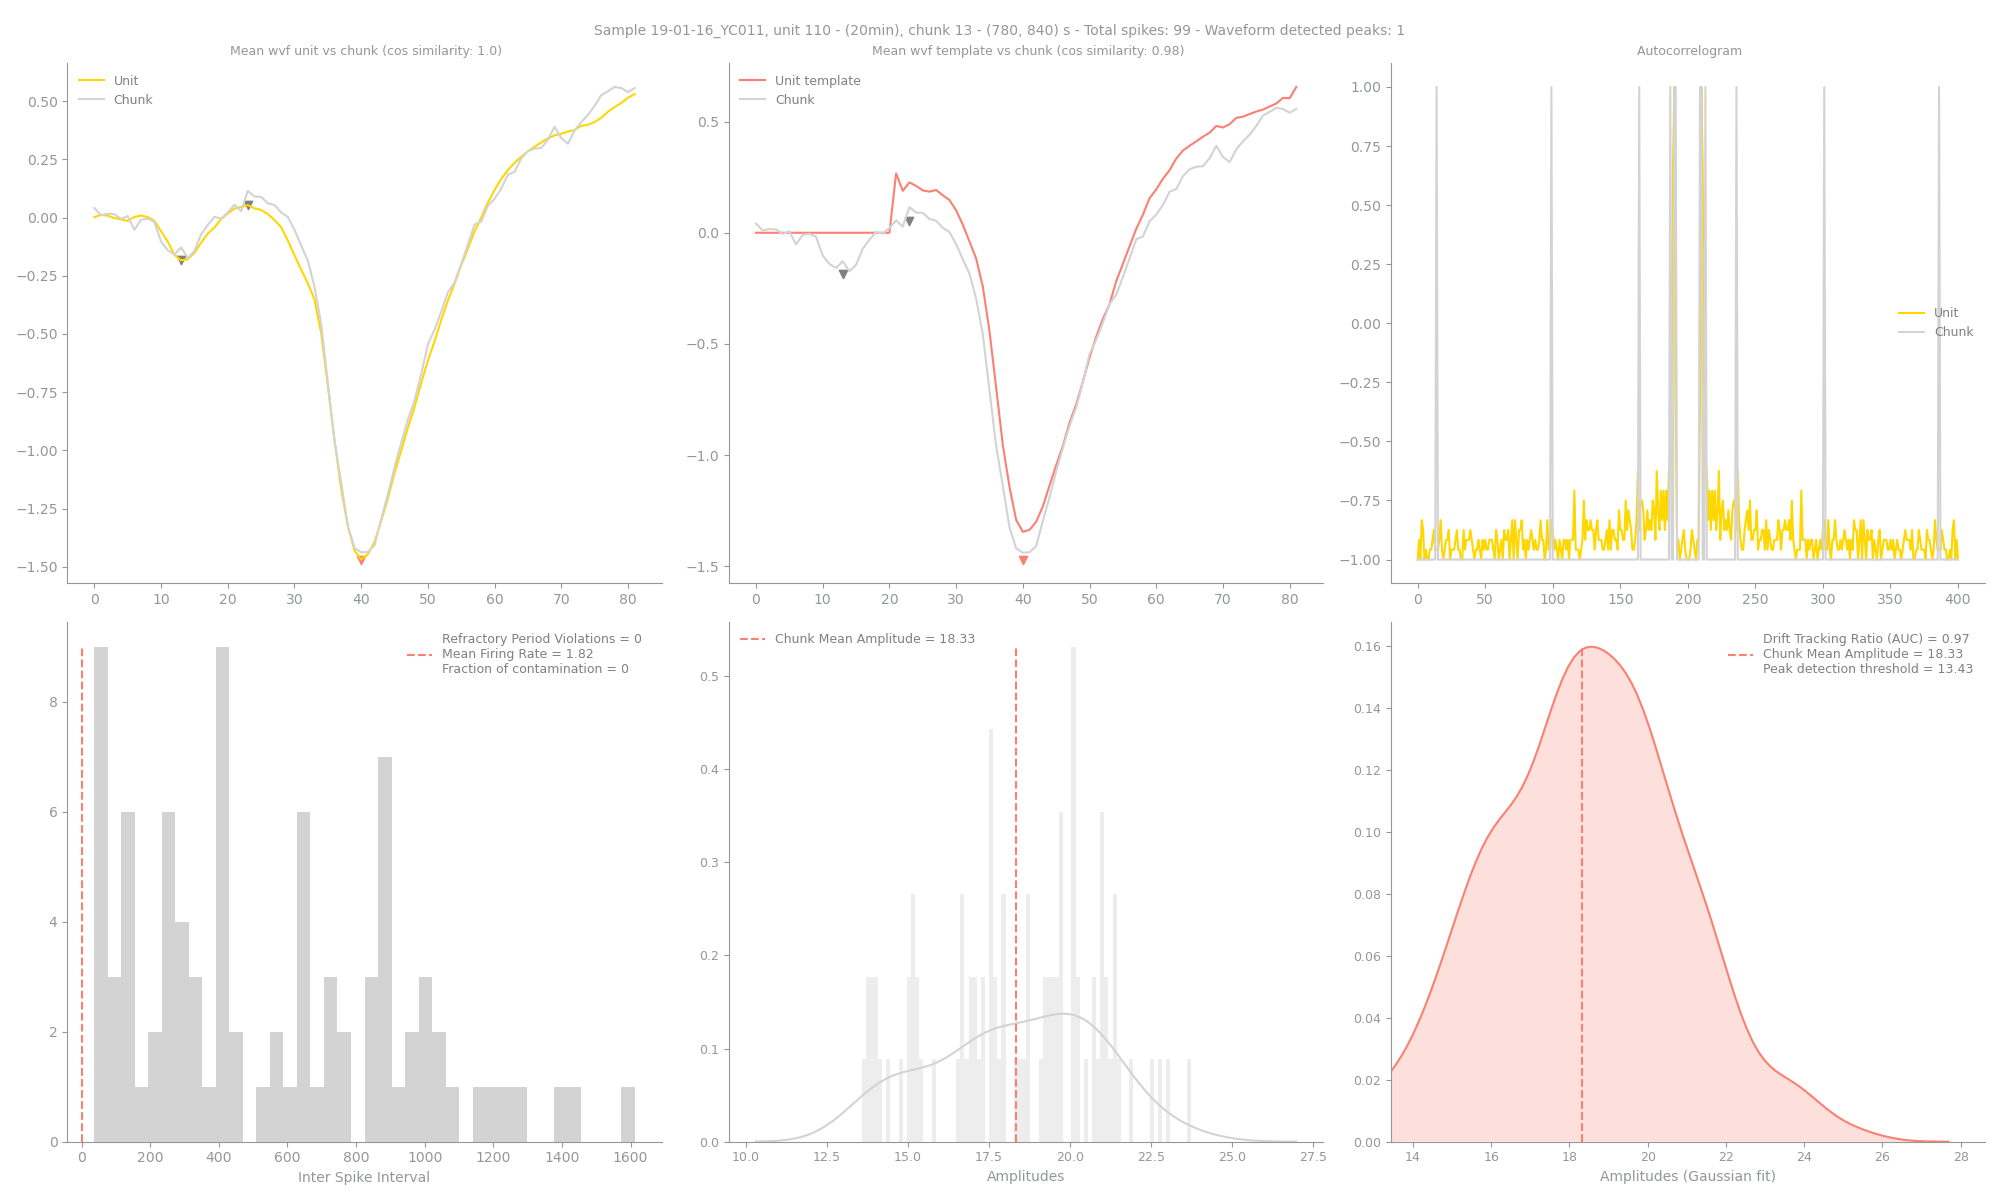 Sample 19-01-16_YC011, unit 110 - (20min), chunk 13 - (780, 840) s - Total spikes: 99 - Waveform detected peaks: 1
Mean wvf unit vs chunk (cos similarity: 1.0)
Unit
Chunk
0.50
0.25
0.00
−0.25
−0.50
−0.75
−1.00
−1.25
−1.50
0 10 20 30 40 50 60 70 80
Mean wvf template vs chunk (cos similarity: 0.98)
Unit template
Chunk
0.5
0.0
−0.5
−1.0
−1.5
0 10 20 30 40 50 60 70 80
Autocorrelogram
Unit
Chunk
1.00
0.75
0.50
0.25
0.00
−0.25
−0.50
−0.75
−1.00
0 50 100 150 200 250 300 350 400
Refractory Period Violations = 0
Mean Firing Rate = 1.82
Fraction of contamination = 0
8
6
4
2
0
0 200 400 600 800 1000 1200 1400 1600
Inter Spike Interval
Chunk Mean Amplitude = 18.33
0.5
0.4
0.3
0.2
0.1
0.0
10.0 12.5 15.0 17.5 20.0 22.5 25.0 27.5
Amplitudes
Drift Tracking Ratio (AUC) = 0.97
Chunk Mean Amplitude = 18.33
Peak detection threshold = 13.43
0.16
0.14
0.12
0.10
0.08
0.06
0.04
0.02
0.00
14 16 18 20 22 24 26 28
Amplitudes (Gaussian fit)